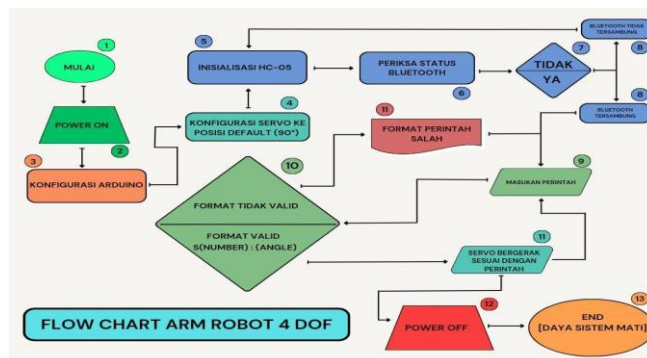 1
MULAI
POWER ON
2
3
KONFIGURASI ARDUINO
4
KONFIGURASI SERVO KE
POSISI DEFAULT (90°)
5
INISIALISASI HC-05
PERIKSA STATUS
BLUETOOTH
6
7
TIDAK
YA
BLUETOOTH TIDAK
TERSAMBUNG
8
8
BLUETOOTH
TERSAMBUNG
11
FORMAT PERINTAH
SALAH
9
MASUKAN PERINTAH
10
FORMAT TIDAK VALID
FORMAT VALID
S(NUMBER) : (ANGLE)
11
SERVO BERGERAK
SESUAI DENGAN
PERINTAH
12
POWER OFF
13
END
[DAYA SISTEM MATI]
FLOW CHART ARM ROBOT 4 DOF